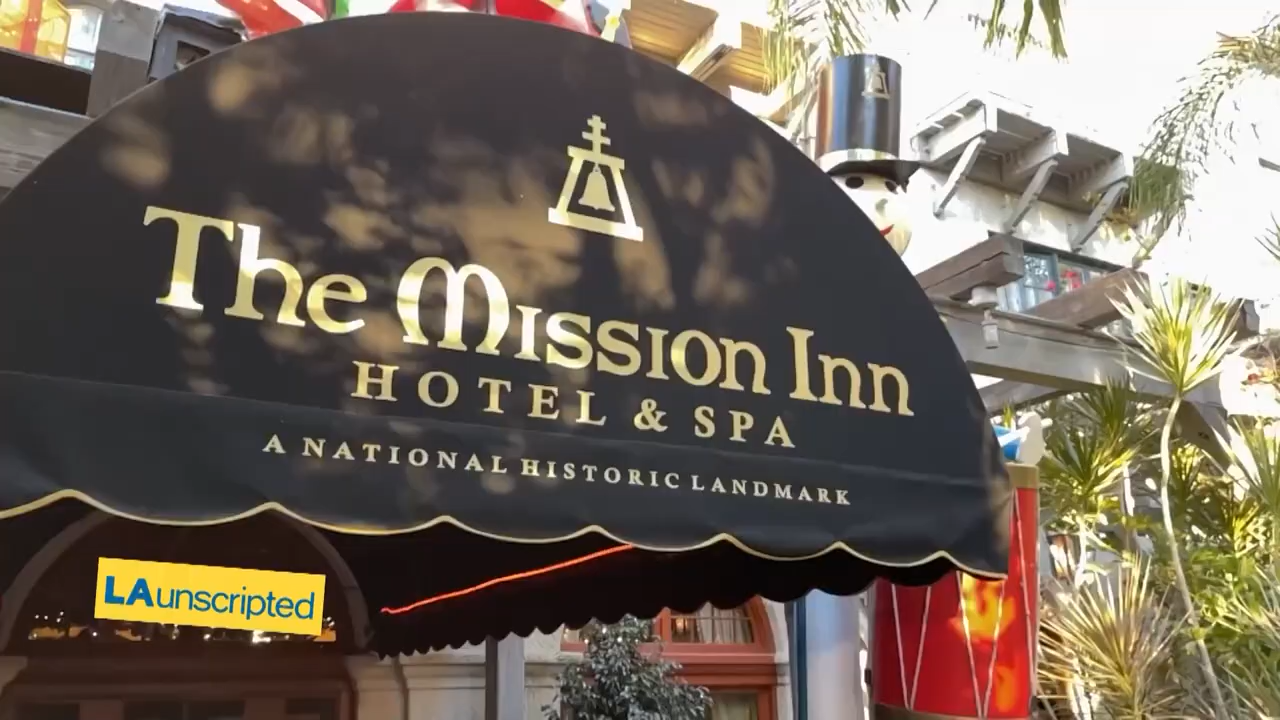 The Mission Inn
HOTEL & SPA
A NATIONAL HISTORIC LANDMARK
LAunscripted